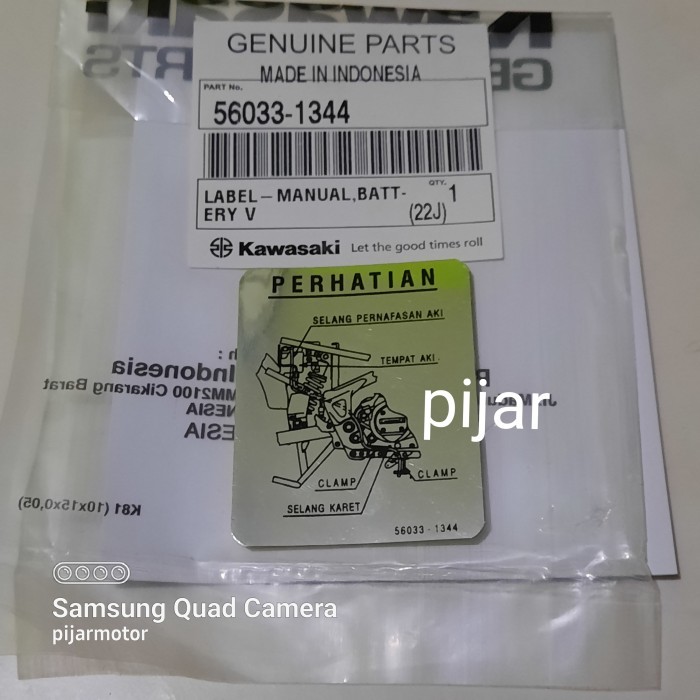 Kawasaki
GENUINE PARTS
MADE IN INDONESIA
PART No.
56033-1344
LABEL-MANUAL,BATT-
ERY V
QTY. 1
(22J)
Kawasaki Let the good times roll
PERHATIAN
SELANG PERNAFASAN AKI
TEMPAT AKI
pijar
CLAMP
CLAMP
SELANG KARET
56033-1344
Indonesia
MM2100 Cikarang Barat
K81 (10x15x0,05)
Samsung Quad Camera
pijarmotor